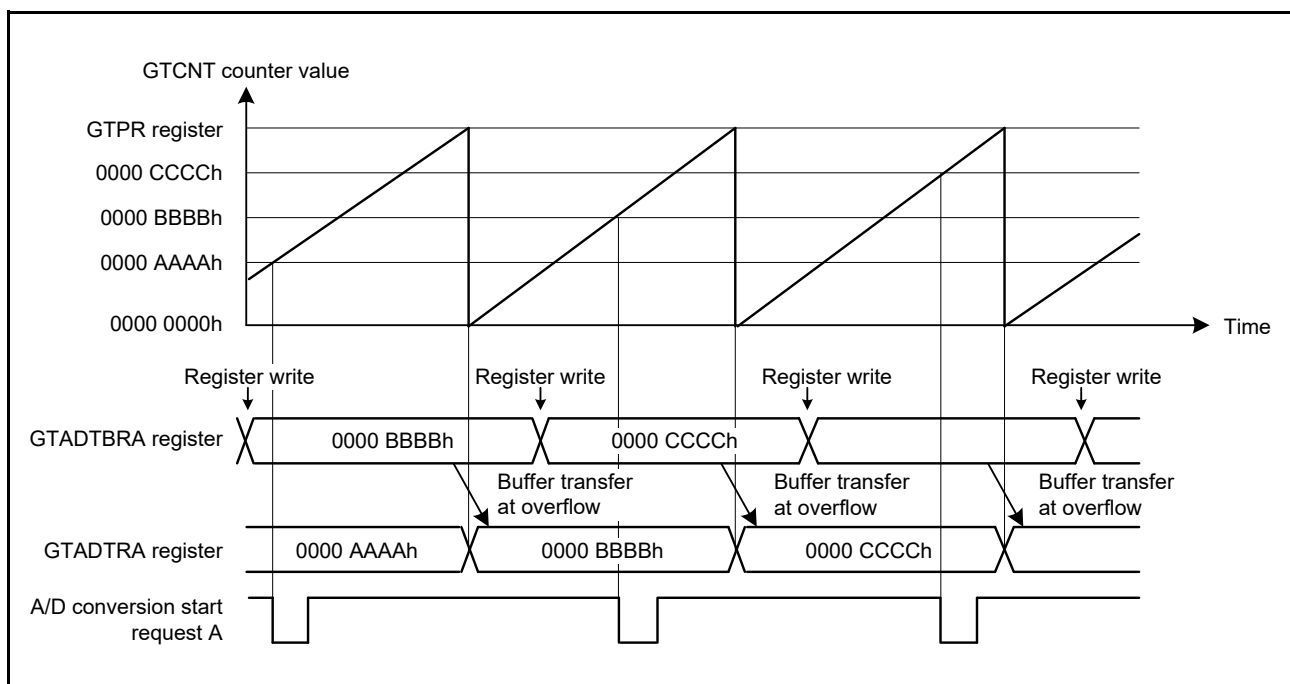 GTCNT counter value
GTPR register
0000 CCCCh
0000 BBBBh
0000 AAAAh
0000 0000h
Time
Register write
Register write
Register write
Register write
GTADTBRA register
0000 BBBBh
0000 CCCCh
Buffer transfer
at overflow
Buffer transfer
at overflow
Buffer transfer
at overflow
GTADTRA register
0000 AAAAh
0000 BBBBh
0000 CCCCh
A/D conversion start
request A